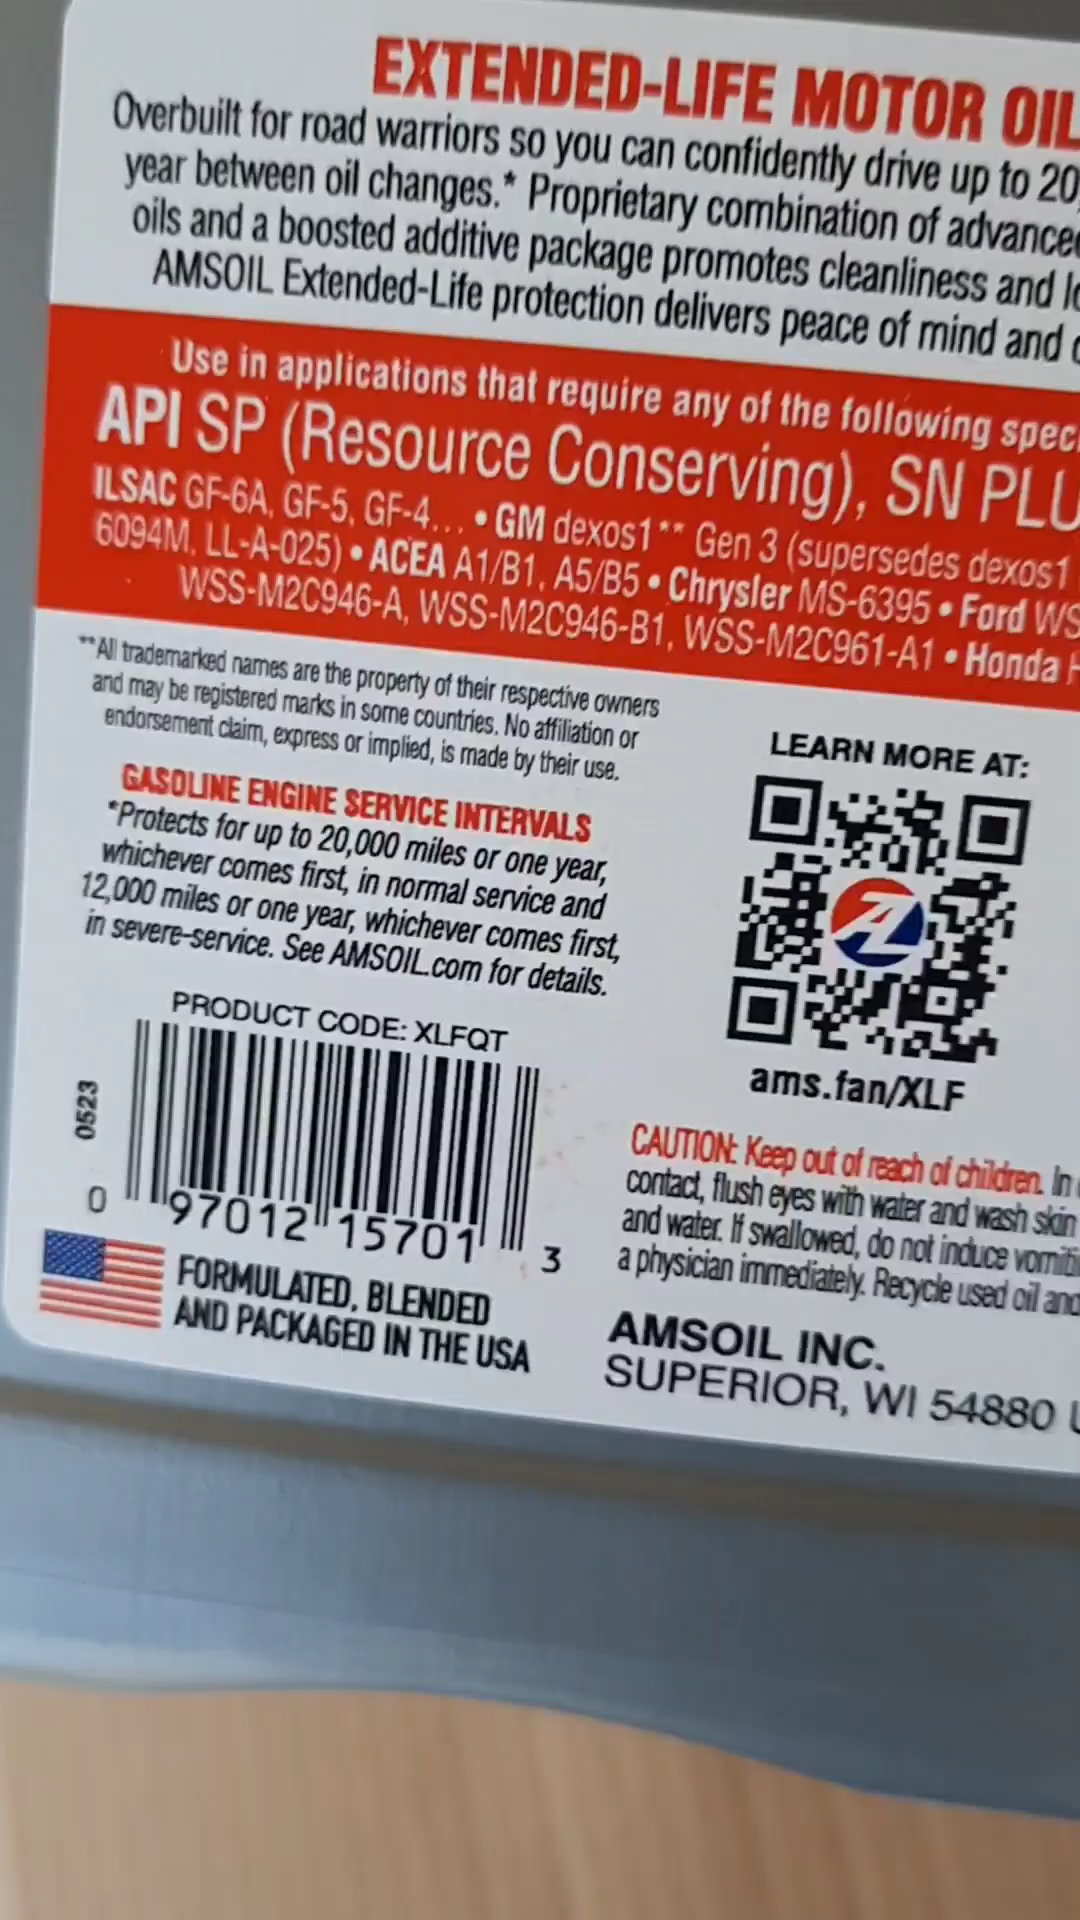 EXTENDED-LIFE MOTOR OIL
Overbuilt for road warriors so you can confidently drive up to 20,
year between oil changes.* Proprietary combination of advanced
oils and a boosted additive package promotes cleanliness and
AMSOIL Extended-Life protection delivers peace of mind and
Use in applications that require any of the following
API SP (Resource Conserving), SN PLU
ILSAC GF-6A, GF-5, GF-4... • GM dexos1** Gen 3 (supersedes dexos1
6094M, LL-A-025) • ACEA A1/B1, A5/B5 • Chrysler MS-6395 • Ford WS
WSS-M2C946-A, WSS-M2C946-B1, WSS-M2C961-A1 • Honda
**All trademarked names are the property of their respective owners
and may be registered marks in some countries. No affiliation or
endorsement claim, express or implied, is made by their use.
GASOLINE ENGINE SERVICE INTERVALS
*Protects for up to 20,000 miles or one year,
whichever comes first, in normal service and
12,000 miles or one year, whichever comes first,
in severe-service. See AMSOIL.com for details.
PRODUCT CODE: XLFQT
0523
0 97012 15701 3
FORMULATED, BLENDED
AND PACKAGED IN THE USA
LEARN MORE AT:
ams.fan/XLF
CAUTION: Keep out of reach of children. In
contact, flush eyes with water and wash skin
and water. If swallowed, do not induce vomiti
a physician immediately. Recycle used oil and
AMSOIL INC.
SUPERIOR, WI 54880